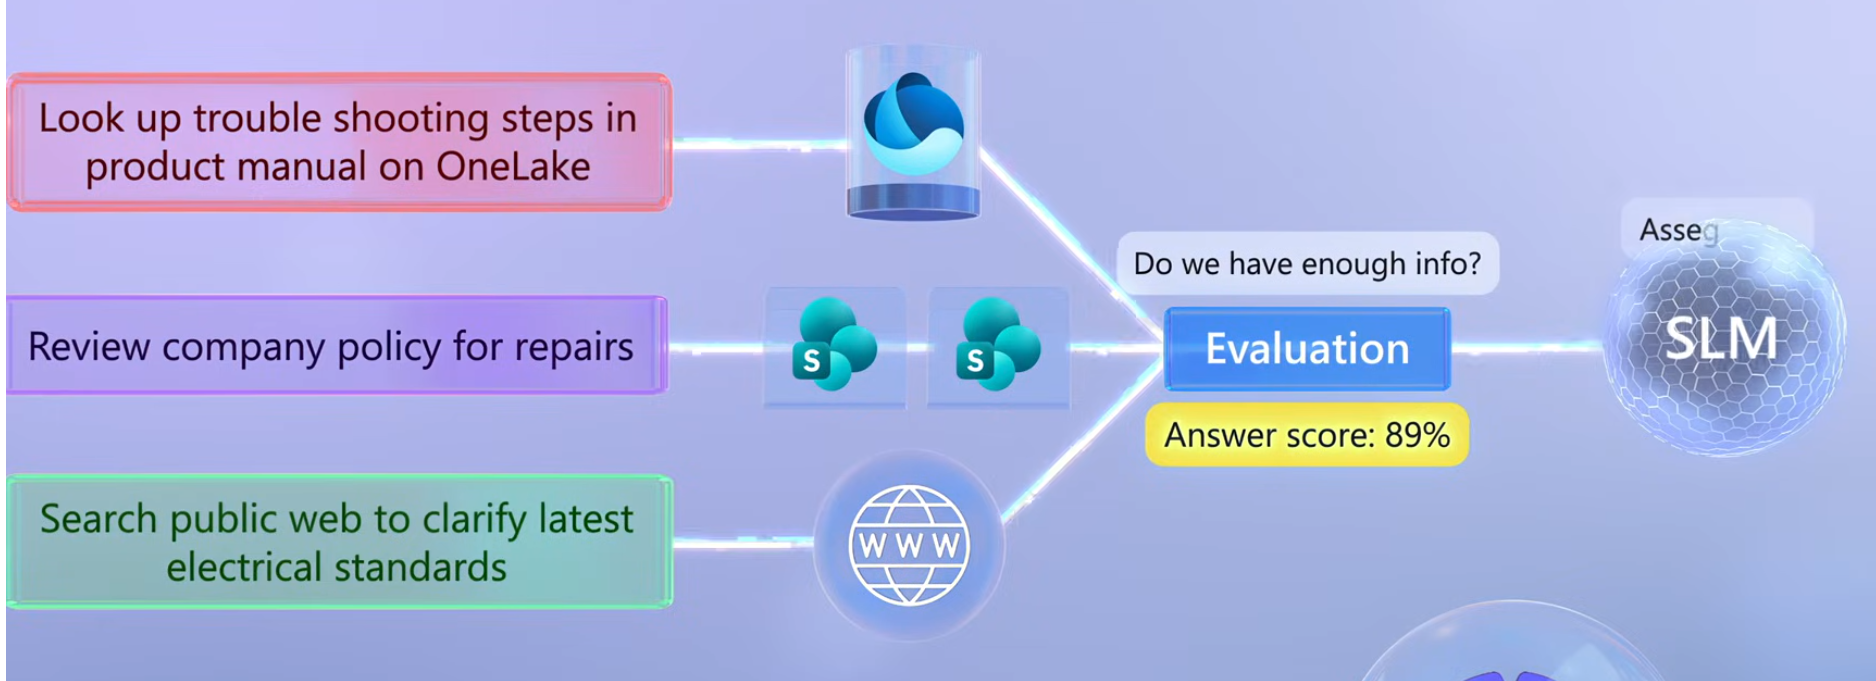 Look up trouble shooting steps in
product manual on OneLake
Review company policy for repairs
S
S
Search public web to clarify latest
electrical standards
WWW
Do we have enough info?
Evaluation
Answer score: 89%
Asseg
SLM